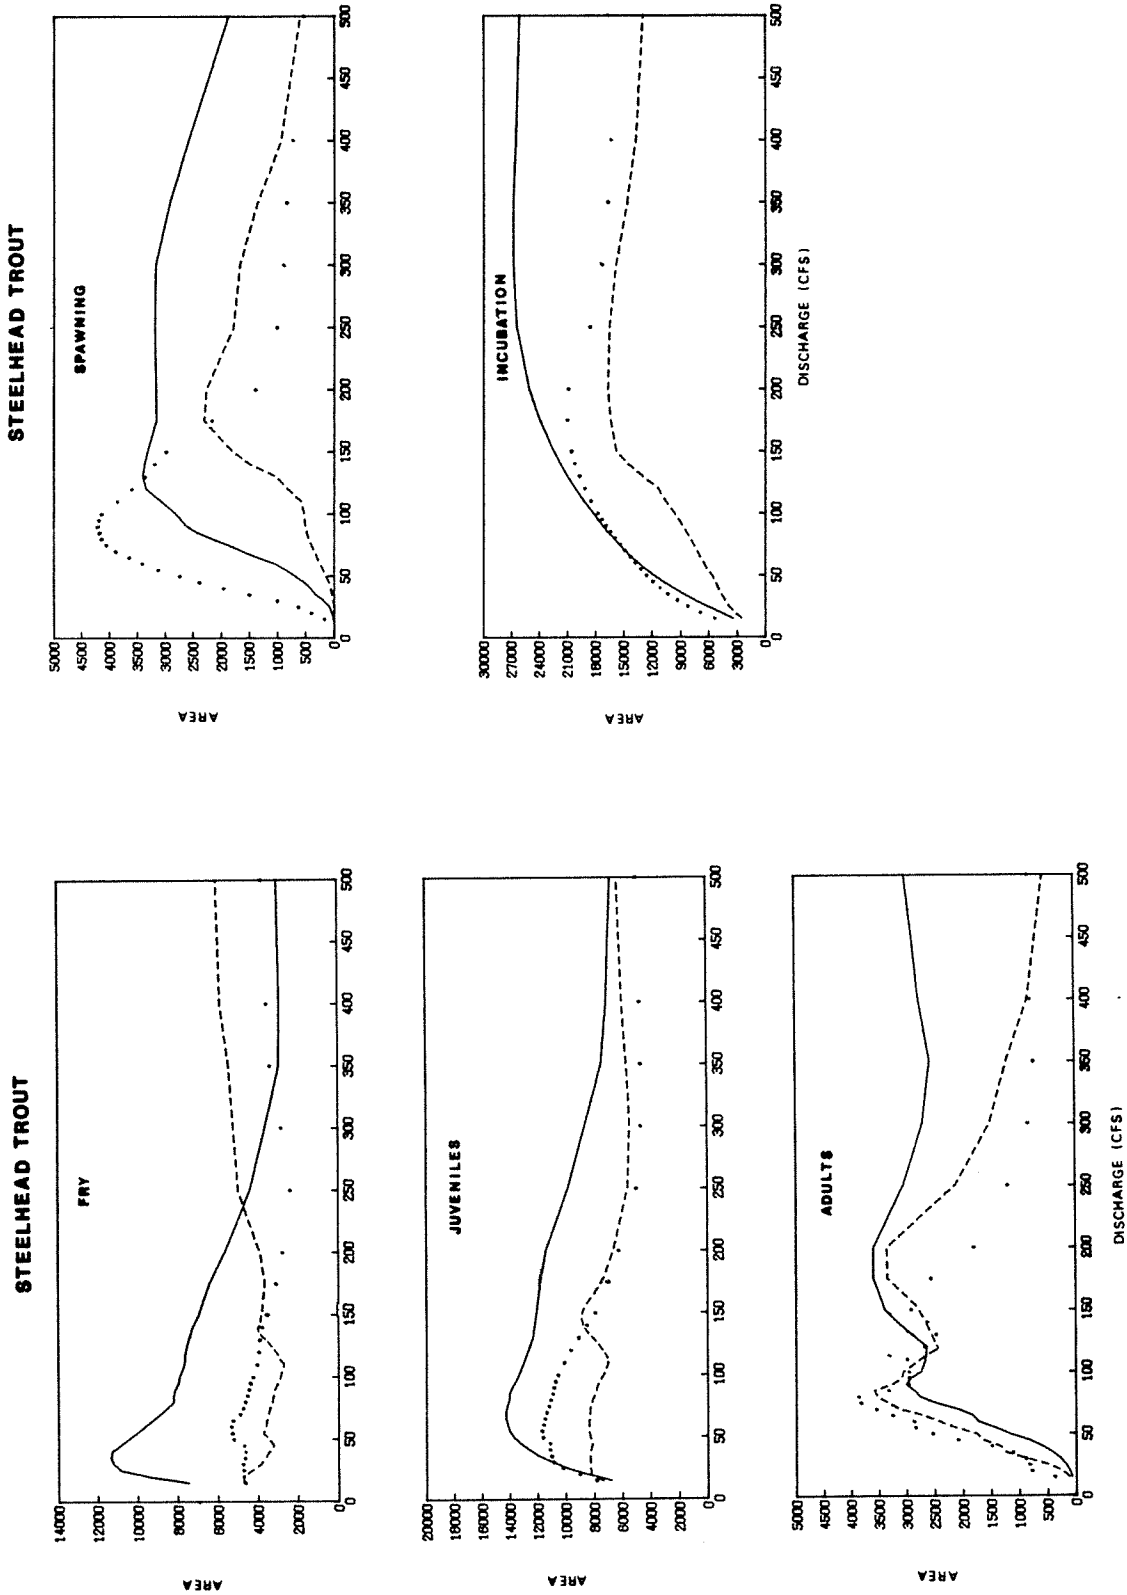 STEELHEAD TROUT
FRY
14000
12000
10000
8000
6000
4000
2000
0
AREA
0 50 100 150 200 250 300 350 400 450 500
JUVENILES
20000
18000
16000
14000
12000
10000
8000
6000
4000
2000
0
AREA
0 50 100 150 200 250 300 350 400 450 500
ADULTS
5000
4500
4000
3500
3000
2500
2000
1500
1000
500
0
AREA
0 50 100 150 200 250 300 350 400 450 500
DISCHARGE (CFS)
STEELHEAD TROUT
SPAWNING
5000
4500
4000
3500
3000
2500
2000
1500
1000
500
0
AREA
0 50 100 150 200 250 300 350 400 450 500
INCUBATION
30000
27000
24000
21000
18000
15000
12000
9000
6000
3000
0
AREA
0 50 100 150 200 250 300 350 400 450 500
DISCHARGE (CFS)